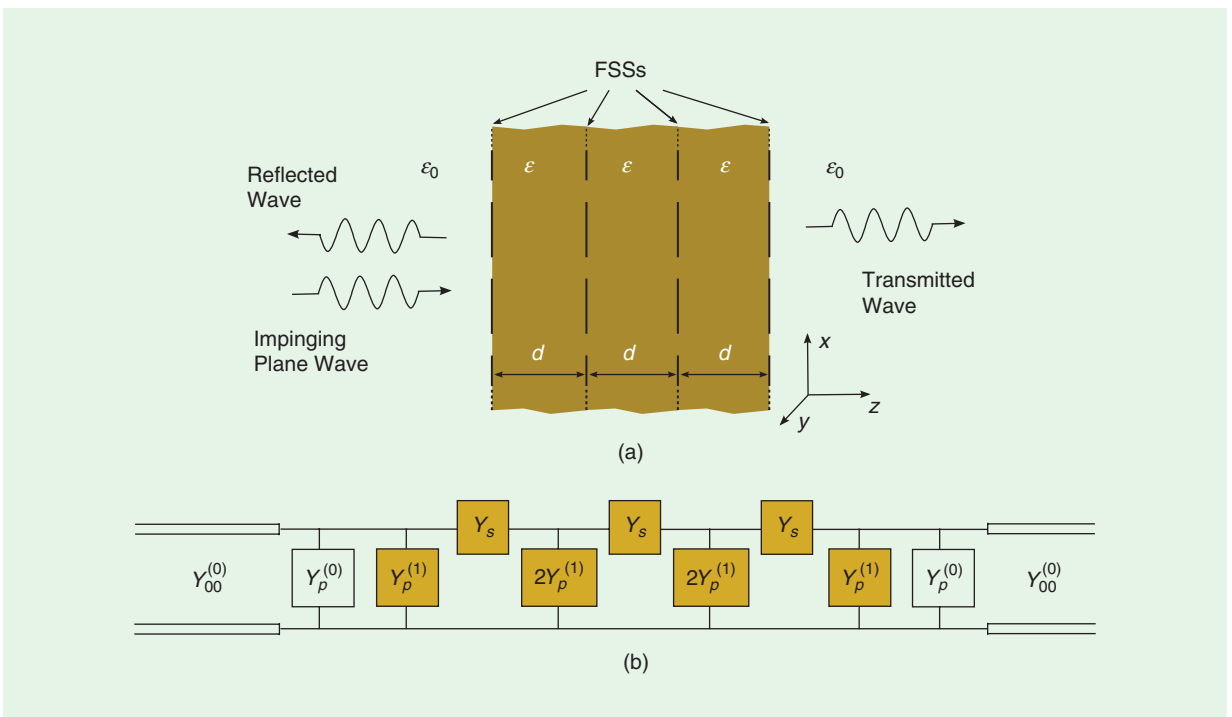 FSSs
ε₀ ε ε ε ε₀
Reflected
Wave
Transmitted
Wave
Impinging
Plane Wave
d d d
x
z
y
(a)
Yₛ Yₛ Yₛ
Y₀₀⁽⁰⁾ Yₚ⁽⁰⁾ Yₚ⁽¹⁾ 2Yₚ⁽¹⁾ 2Yₚ⁽¹⁾ Yₚ⁽¹⁾ Yₚ⁽⁰⁾ Y₀₀⁽⁰⁾
(b)